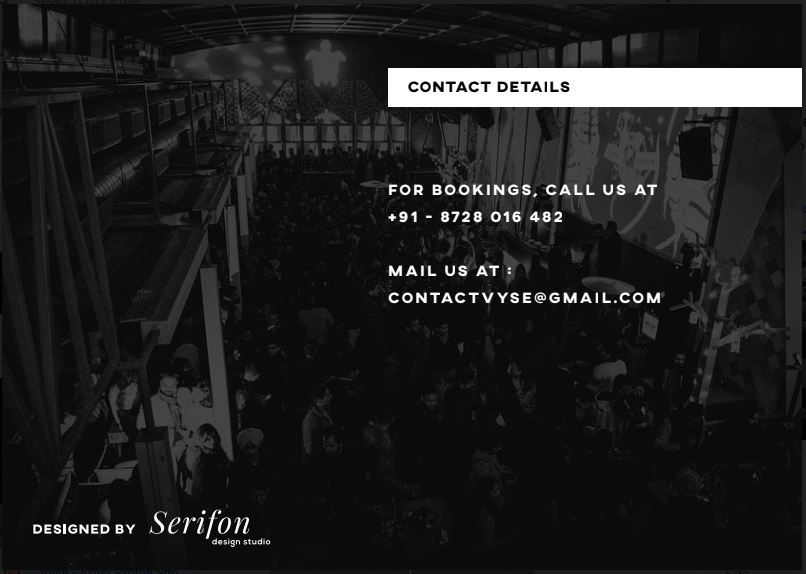 CONTACT DETAILS
FOR BOOKINGS, CALL US AT
+91 - 8728 016 482
MAIL US AT :
CONTACTVYSE@GMAIL.COM
DESIGNED BY Serifon
design studio